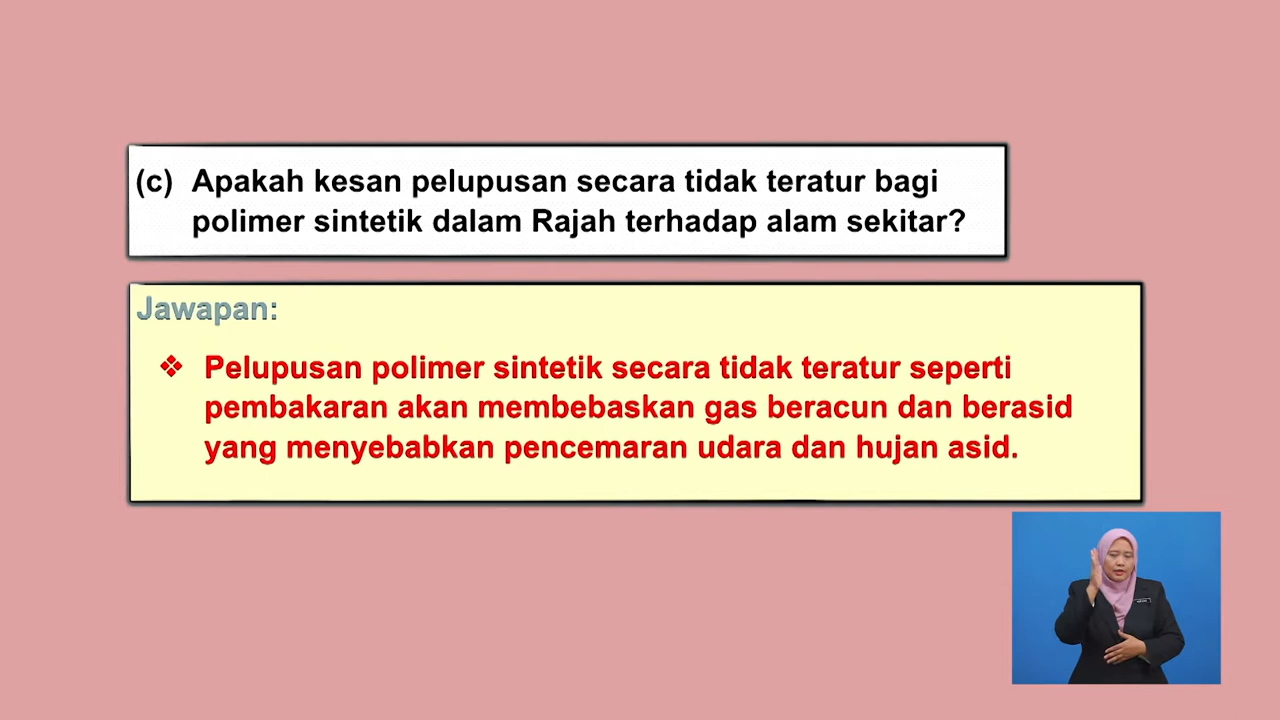 (c) Apakah kesan pelupusan secara tidak teratur bagi
polimer sintetik dalam Rajah terhadap alam sekitar?
Jawapan:
❖ Pelupusan polimer sintetik secara tidak teratur seperti
pembakaran akan membebaskan gas beracun dan berasid
yang menyebabkan pencemaran udara dan hujan asid.